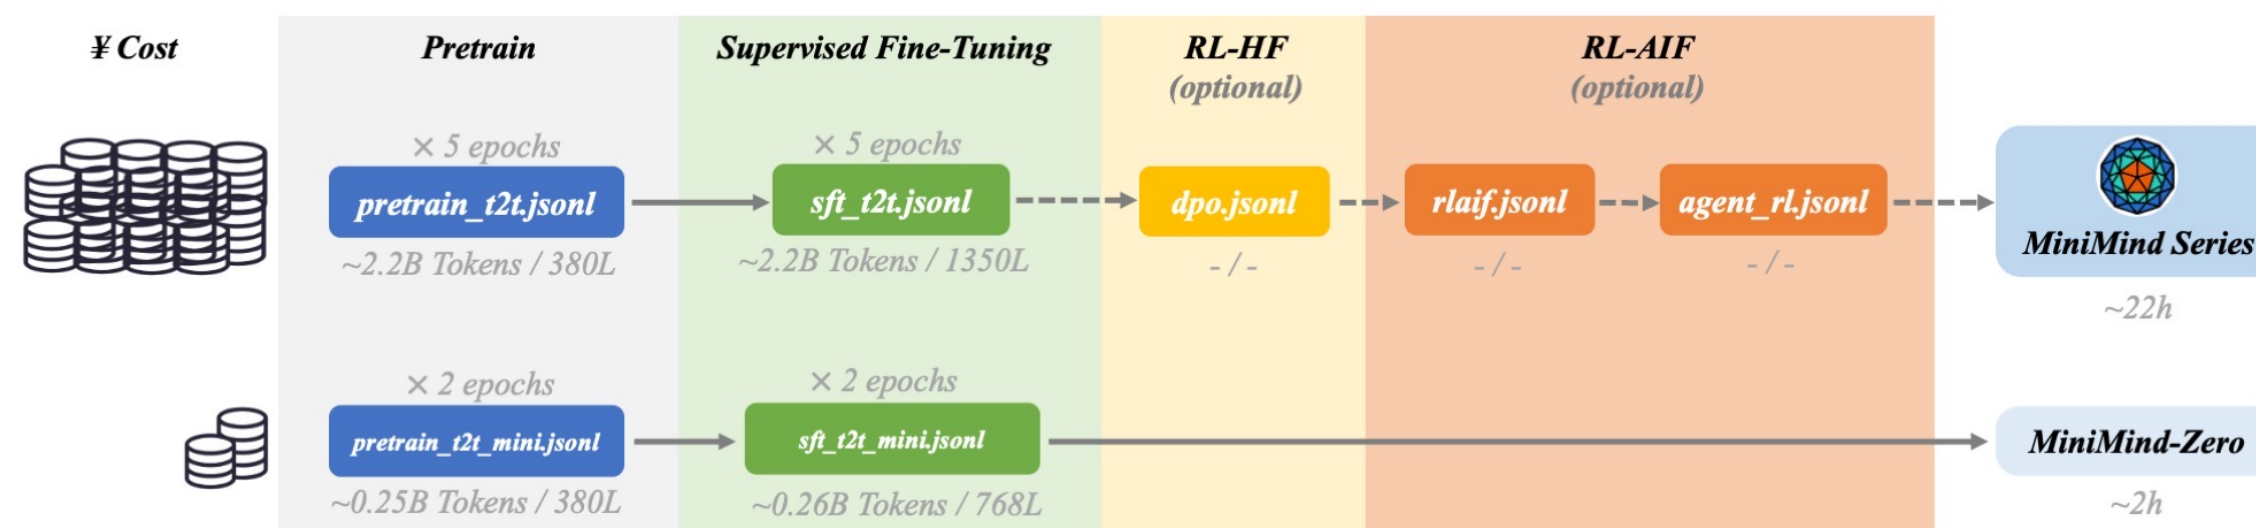 ¥ Cost
Pretrain
Supervised Fine-Tuning
RL-HF
(optional)
RL-AIF
(optional)
× 5 epochs
pretrain_t2t.jsonl
~2.2B Tokens / 380L
× 5 epochs
sft_t2t.jsonl
~2.2B Tokens / 1350L
dpo.jsonl
- / -
rlaif.jsonl
- / -
agent_rl.jsonl
- / -
MiniMind Series
~22h
× 2 epochs
pretrain_t2t_mini.jsonl
~0.25B Tokens / 380L
× 2 epochs
sft_t2t_mini.jsonl
~0.26B Tokens / 768L
MiniMind-Zero
~2h